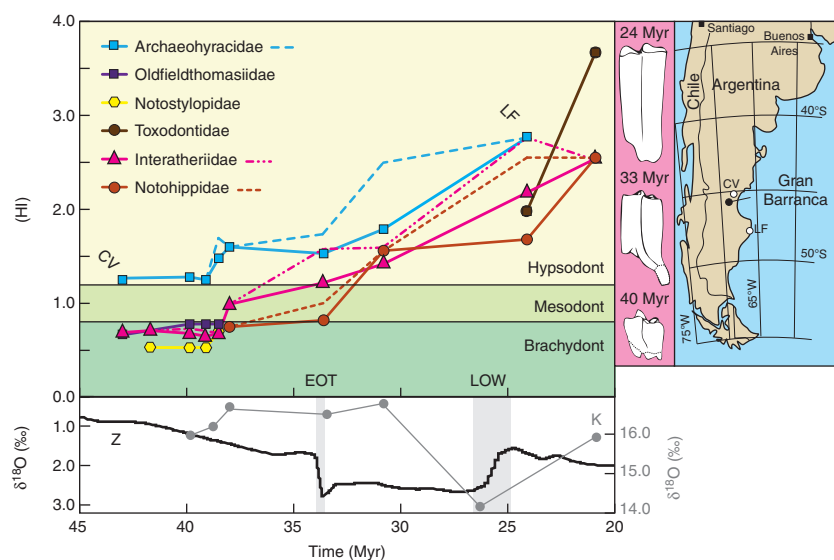 4.0
3.0
2.0
1.0
0.0
(HI)
Archaeohyracidae
Oldfieldthomasiidae
Notostylopidae
Toxodontidae
Interatheriidae
Notohippidae
CV
LF
Hypsodont
Mesodont
Brachydont
EOT
LOW
Z
K
1.0
2.0
3.0
δ18O (‰)
16.0
15.0
14.0
δ18O (‰)
45
40
35
30
25
20
Time (Myr)
24 Myr
33 Myr
40 Myr
Santiago
Buenos
Aires
Chile
Argentina
40°S
CV
Gran
Barranca
LF
50°S
65°W
75°W